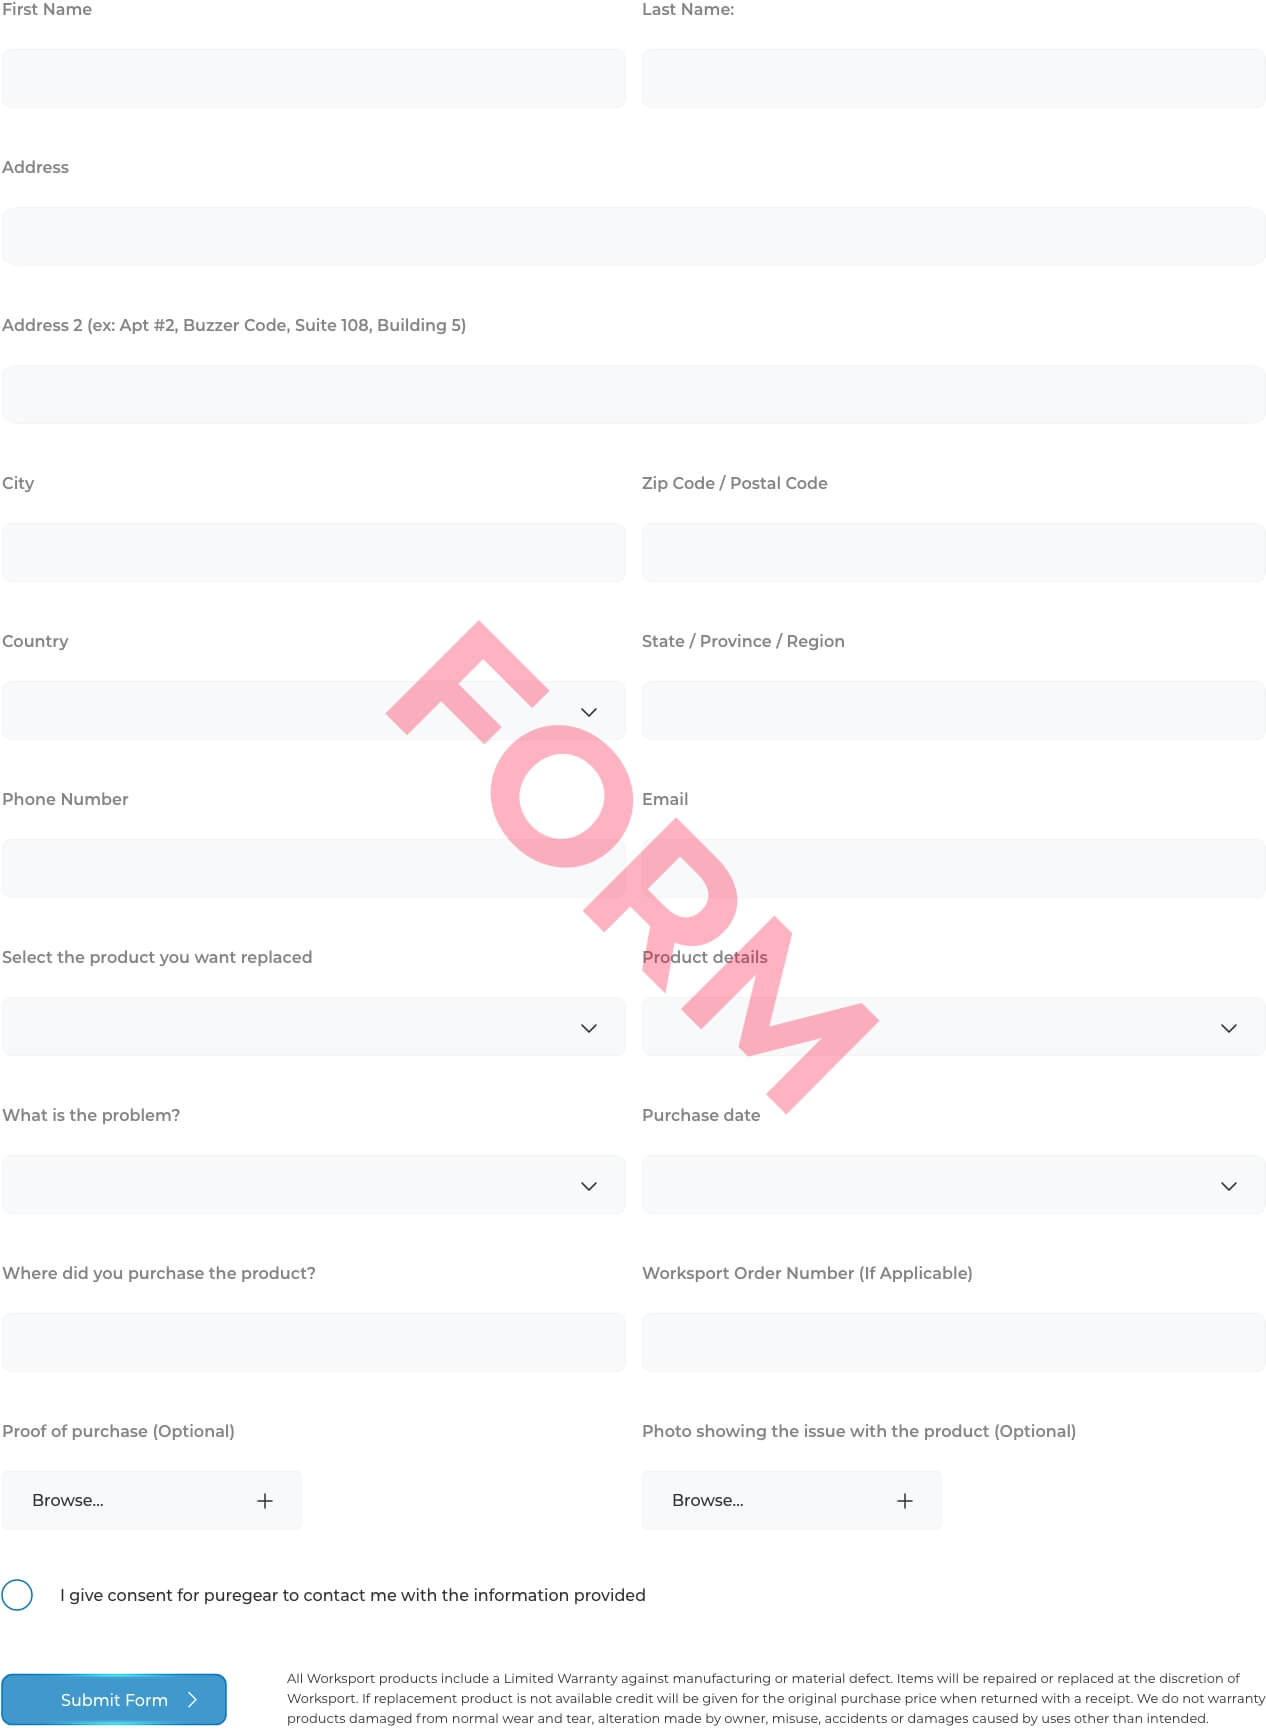 First Name
Last Name:
Address
Address 2 (ex: Apt #2, Buzzer Code, Suite 108, Building 5)
City
Zip Code / Postal Code
Country
State / Province / Region
FORM
Phone Number
Email
Select the product you want replaced
Product details
What is the problem?
Purchase date
Where did you purchase the product?
Worksport Order Number (If Applicable)
Proof of purchase (Optional)
Photo showing the issue with the product (Optional)
Browse...
Browse...
I give consent for puregear to contact me with the information provided
Submit Form
All Worksport products include a Limited Warranty against manufacturing or material defect. Items will be repaired or replaced at the discretion of
Worksport. If replacement product is not available credit will be given for the original purchase price when returned with a receipt. We do not warranty
products damaged from normal wear and tear, alteration made by owner, misuse, accidents or damages caused by uses other than intended.